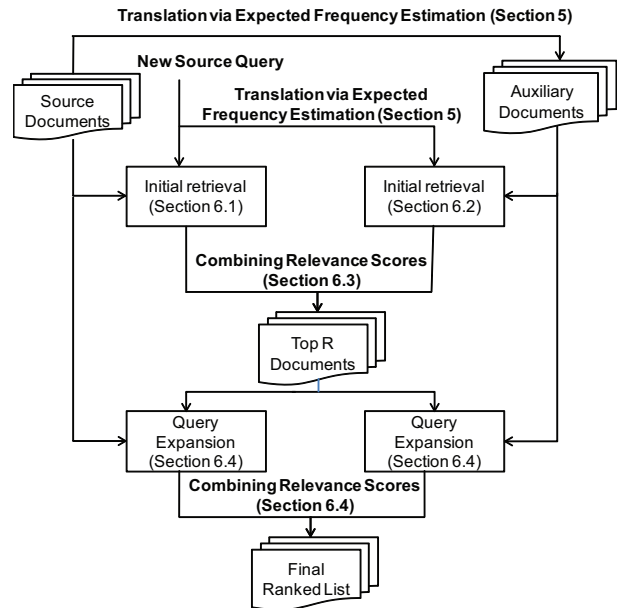 Translation via Expected Frequency Estimation (Section 5)
New Source Query
Source
Documents
Translation via Expected
Frequency Estimation (Section 5)
Auxiliary
Documents
Initial retrieval
(Section 6.1)
Initial retrieval
(Section 6.2)
Combining Relevance Scores
(Section 6.3)
Top R
Documents
Query
Expansion
(Section 6.4)
Query
Expansion
(Section 6.4)
Combining Relevance Scores
(Section 6.4)
Final
Ranked List